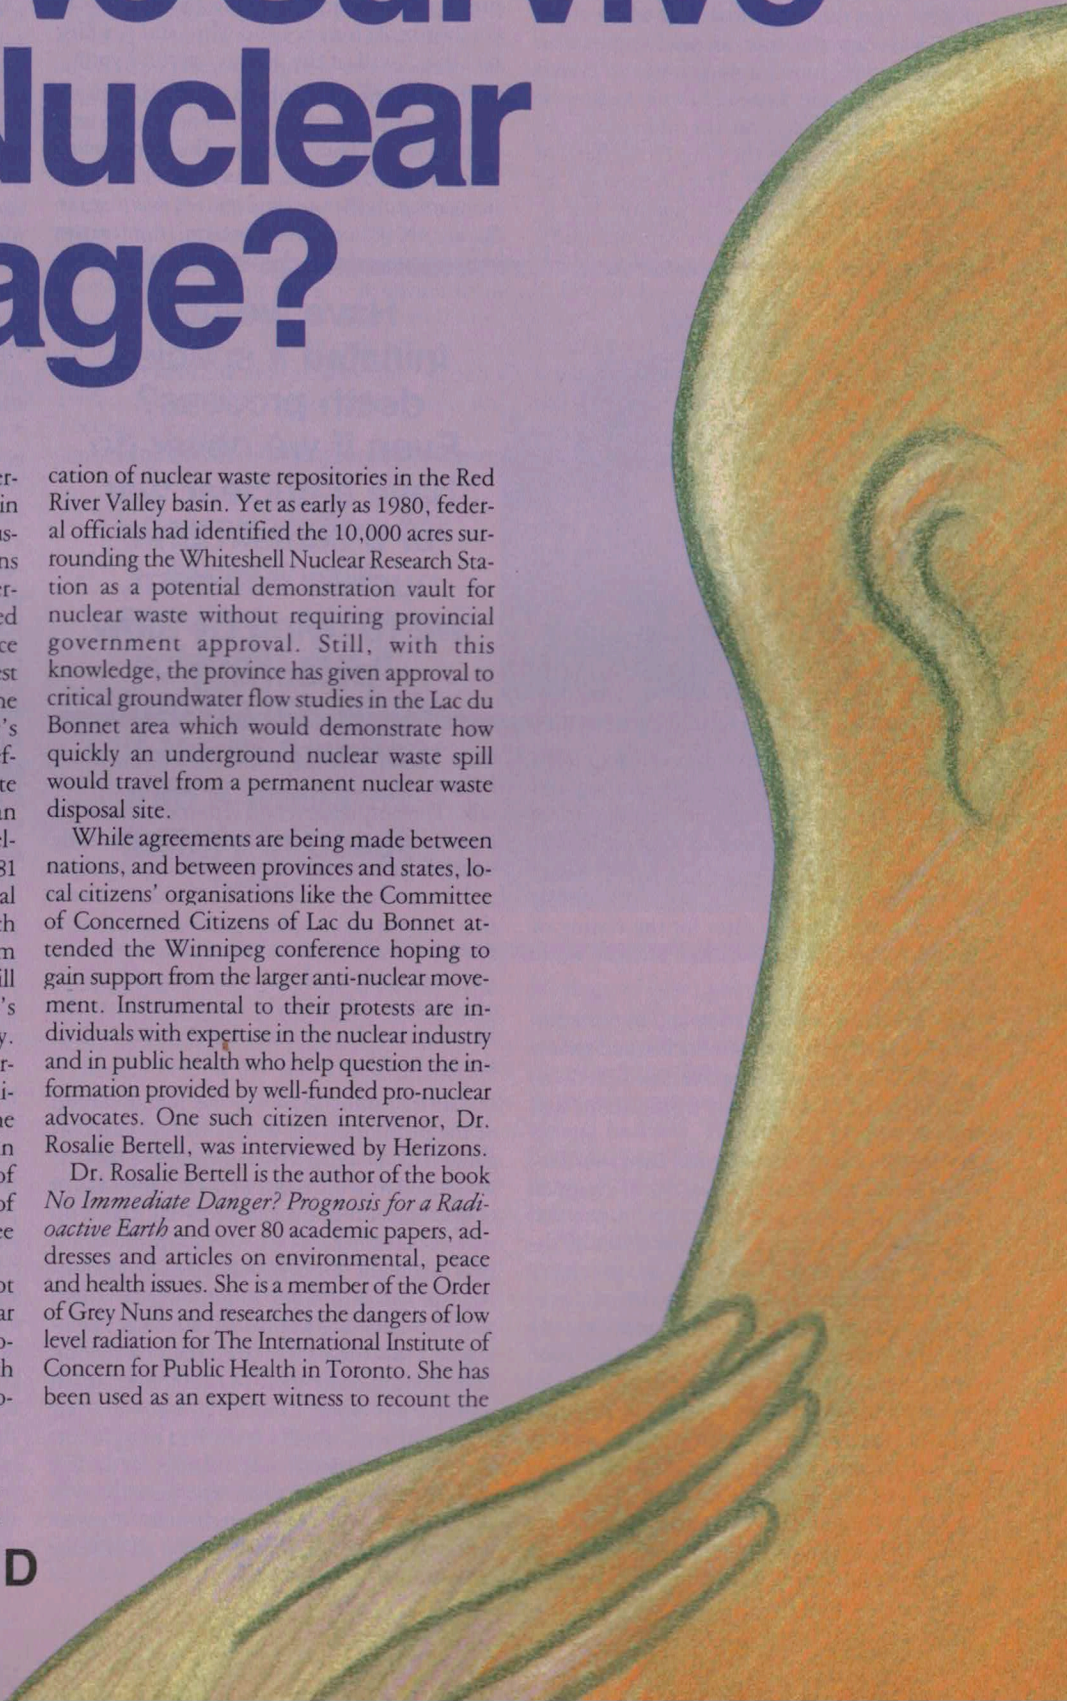 Survive
Nuclear
age?
cation of nuclear waste repositories in the Red
River Valley basin. Yet as early as 1980, feder-
al officials had identified the 10,000 acres sur-
rounding the Whiteshell Nuclear Research Sta-
tion as a potential demonstration vault for
nuclear waste without requiring provincial
government approval. Still, with this
knowledge, the province has given approval to
critical groundwater flow studies in the Lac du
Bonnet area which would demonstrate how
quickly an underground nuclear waste spill
would travel from a permanent nuclear waste
disposal site.
While agreements are being made between
nations, and between provinces and states, lo-
cal citizens' organisations like the Committee
of Concerned Citizens of Lac du Bonnet at-
tended the Winnipeg conference hoping to
gain support from the larger anti-nuclear move-
ment. Instrumental to their protests are in-
dividuals with expertise in the nuclear industry
and in public health who help question the in-
formation provided by well-funded pro-nuclear
advocates. One such citizen intervenor, Dr.
Rosalie Bertell, was interviewed by Herizons.
Dr. Rosalie Bertell is the author of the book
No Immediate Danger? Prognosis for a Radi-
oactive Earth and over 80 academic papers, ad-
dresses and articles on environmental, peace
and health issues. She is a member of the Order
of Grey Nuns and researches the dangers of low
level radiation for The International Institute of
Concern for Public Health in Toronto. She has
been used as an expert witness to recount the
D